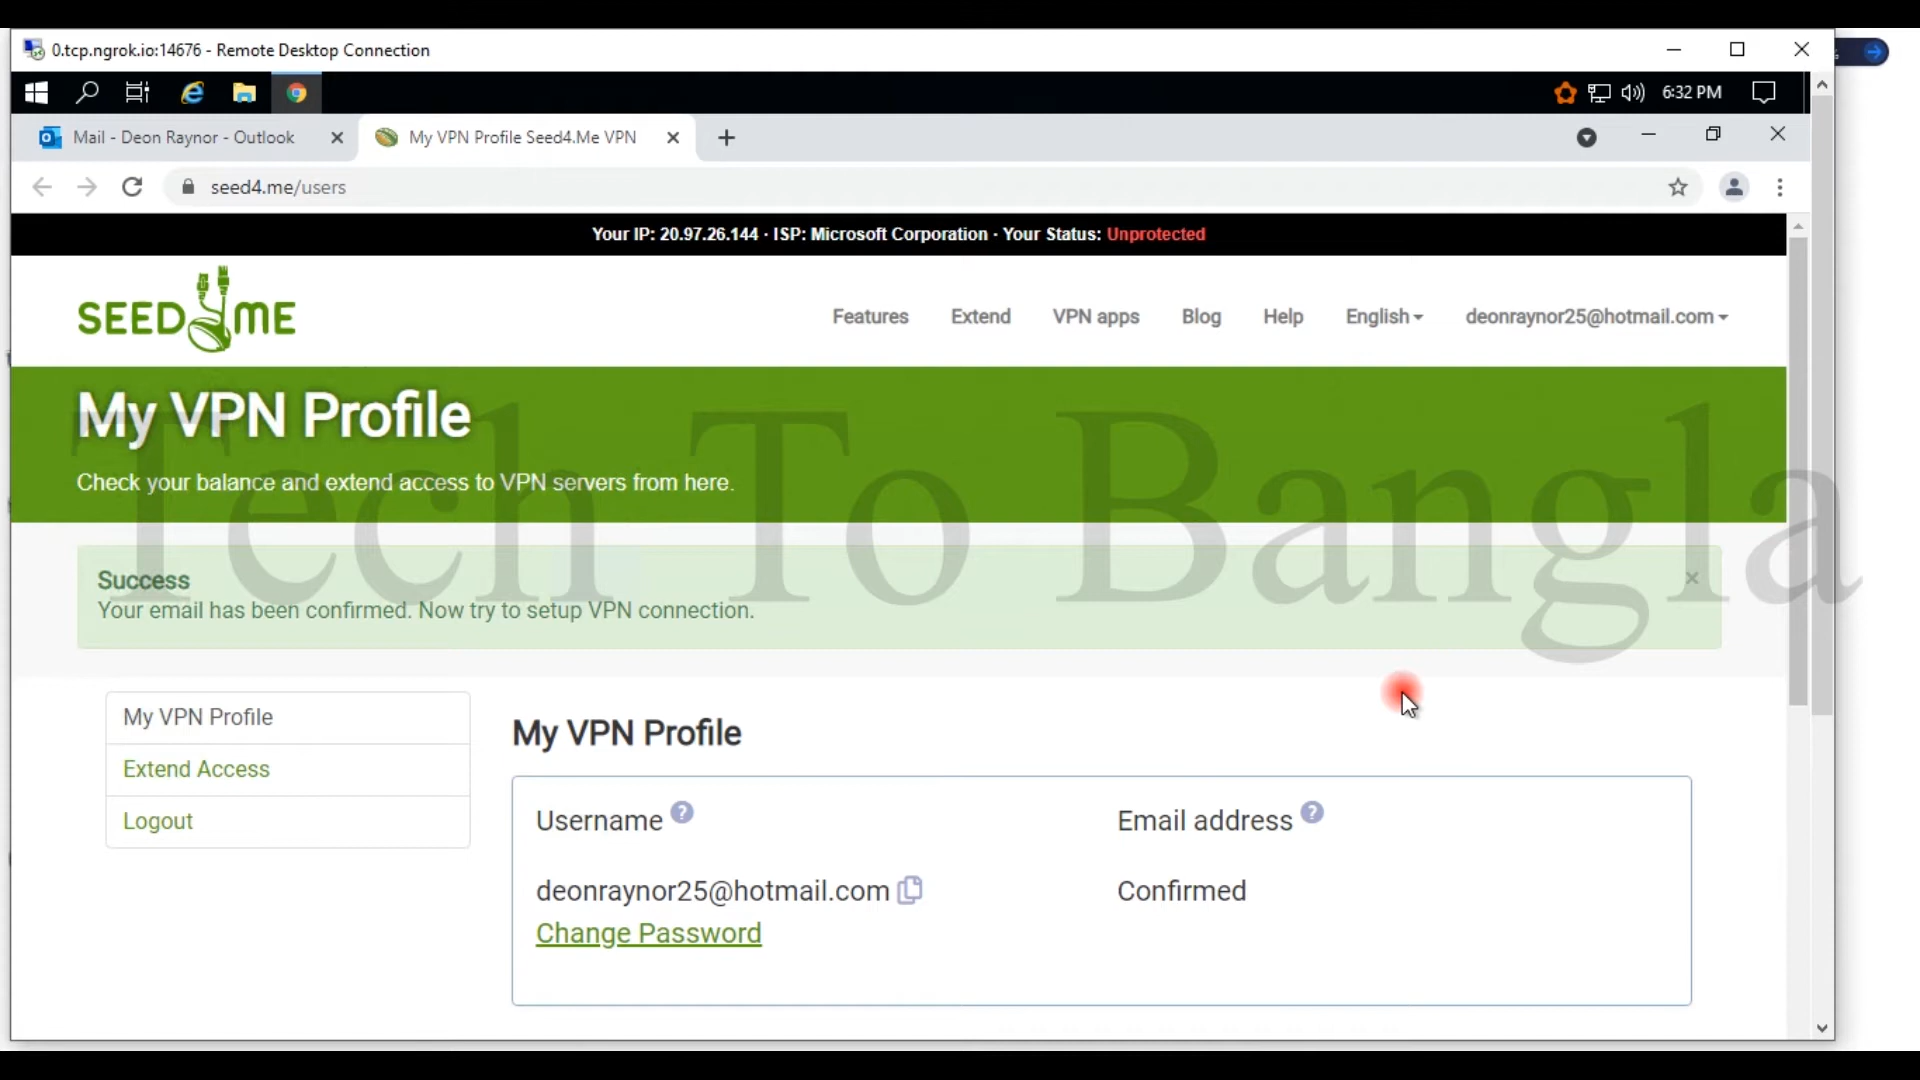 0.tcp.ngrok.io:14676 - Remote Desktop Connection
6:32 PM
Mail - Deon Raynor - Outlook
My VPN Profile Seed4.Me VPN
seed4.me/users
Your IP: 20.97.26.144 · ISP: Microsoft Corporation · Your Status: Unprotected
SEED4ME
Features
Extend
VPN apps
Blog
Help
English
deonraynor25@hotmail.com
My VPN Profile
Check your balance and extend access to VPN servers from here.
Tech To Bangla
Success
Your email has been confirmed. Now try to setup VPN connection.
My VPN Profile
Extend Access
Logout
My VPN Profile
Username
Email address
deonraynor25@hotmail.com
Confirmed
Change Password